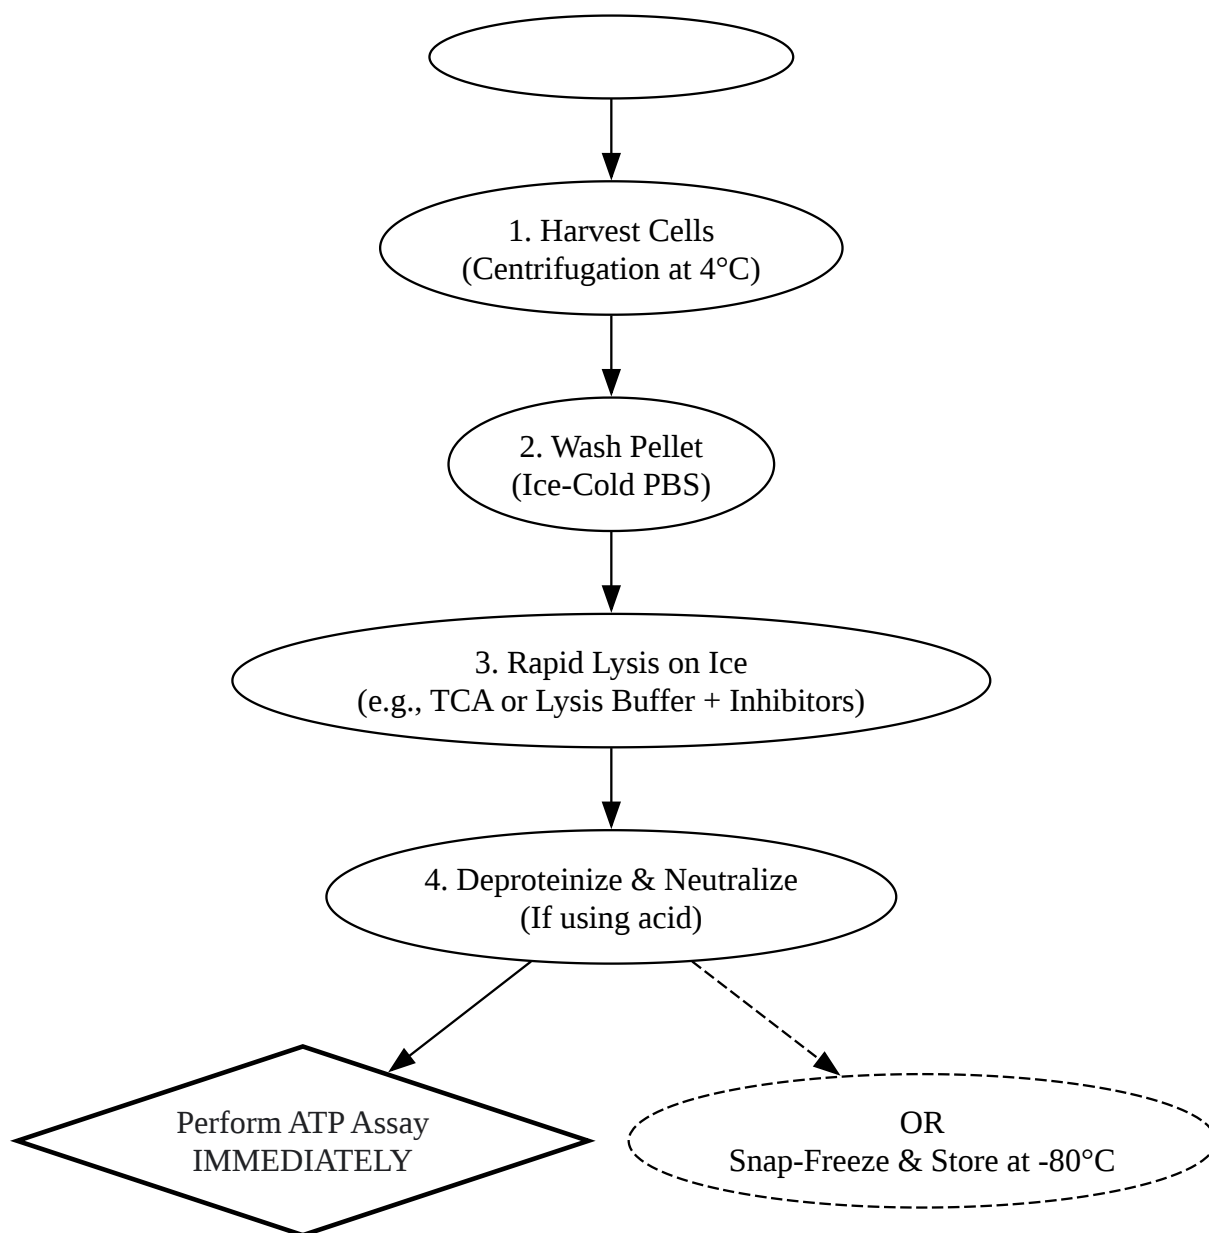 1. Harvest Cells
(Centrifugation at 4°C)
2. Wash Pellet
(Ice-Cold PBS)
3. Rapid Lysis on Ice
(e.g., TCA or Lysis Buffer + Inhibitors)
4. Deproteinize & Neutralize
(If using acid)
Perform ATP Assay
IMMEDIATELY
OR
Snap-Freeze & Store at -80°C